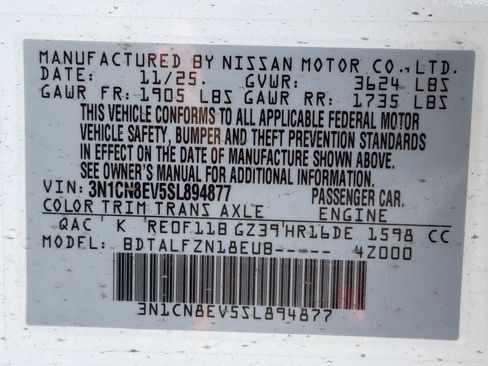 MANUFACTURED BY NISSAN MOTOR CO.,LTD.
DATE: 11/25 GVWR: 3624 LBS
GAWR FR: 1905 LBS GAWR RR: 1735 LBS
THIS VEHICLE CONFORMS TO ALL APPLICABLE FEDERAL MOTOR
VEHICLE SAFETY, BUMPER AND THEFT PREVENTION STANDARDS
IN EFFECT ON THE DATE OF MANUFACTURE SHOWN ABOVE.
SEE OWNER'S MANUAL FOR ADDITIONAL INFORMATION
VIN: 3N1CN8EV5SL894877 PASSENGER CAR.
COLOR TRIM TRANS AXLE ENGINE
QAC K RE0F11B GZ39 HR16DE 1598 CC
MODEL: BDTALFZN18EUB----- 4Z000
3N1CN8EV5SL894877